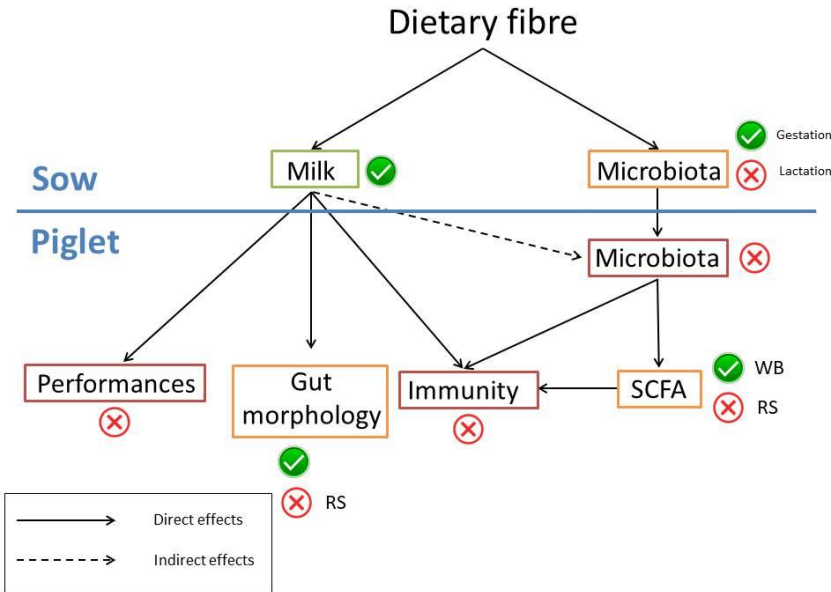 Dietary fibre
Gestation
Milk
Microbiota
Lactation
Sow
Piglet
Microbiota
Performances
Gut
morphology
Immunity
SCFA
WB
RS
RS
Direct effects
Indirect effects